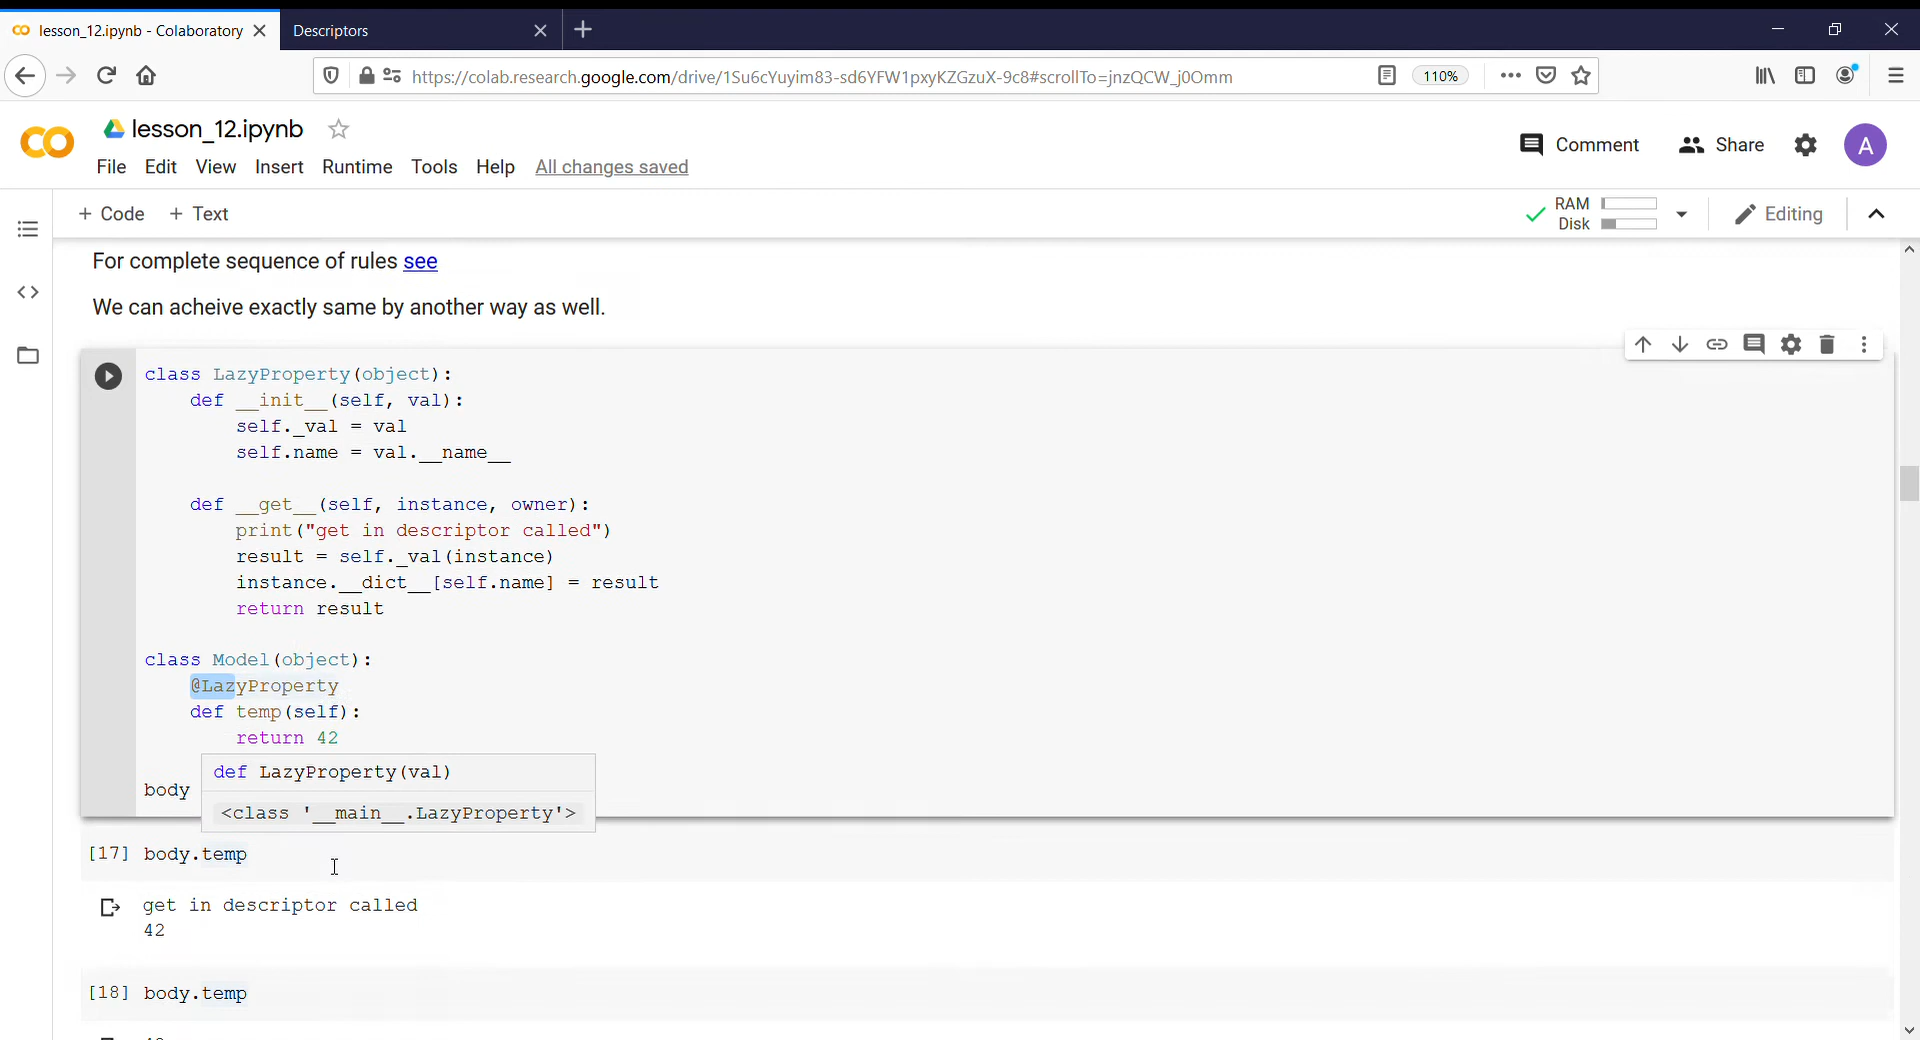 lesson_12.ipynb - Colaboratory
Descriptors
https://colab.research.google.com/drive/1Su6cYuyim83-sd6YFW1pxyKZGzuX-9c8#scrollTo=jnzQCW_j0Omm
110%
lesson_12.ipynb
File Edit View Insert Runtime Tools Help All changes saved
Comment
Share
A
+ Code + Text
RAM
Disk
Editing
For complete sequence of rules see
We can acheive exactly same by another way as well.
class LazyProperty(object):
    def __init__(self, val):
        self._val = val
        self.name = val.__name__
    def __get__(self, instance, owner):
        print("get in descriptor called")
        result = self._val(instance)
        instance.__dict__[self.name] = result
        return result
class Model(object):
    @LazyProperty
    def temp(self):
        return 42
def LazyProperty(val)
body
<class '__main__.LazyProperty'>
[17] body.temp
get in descriptor called
42
[18] body.temp